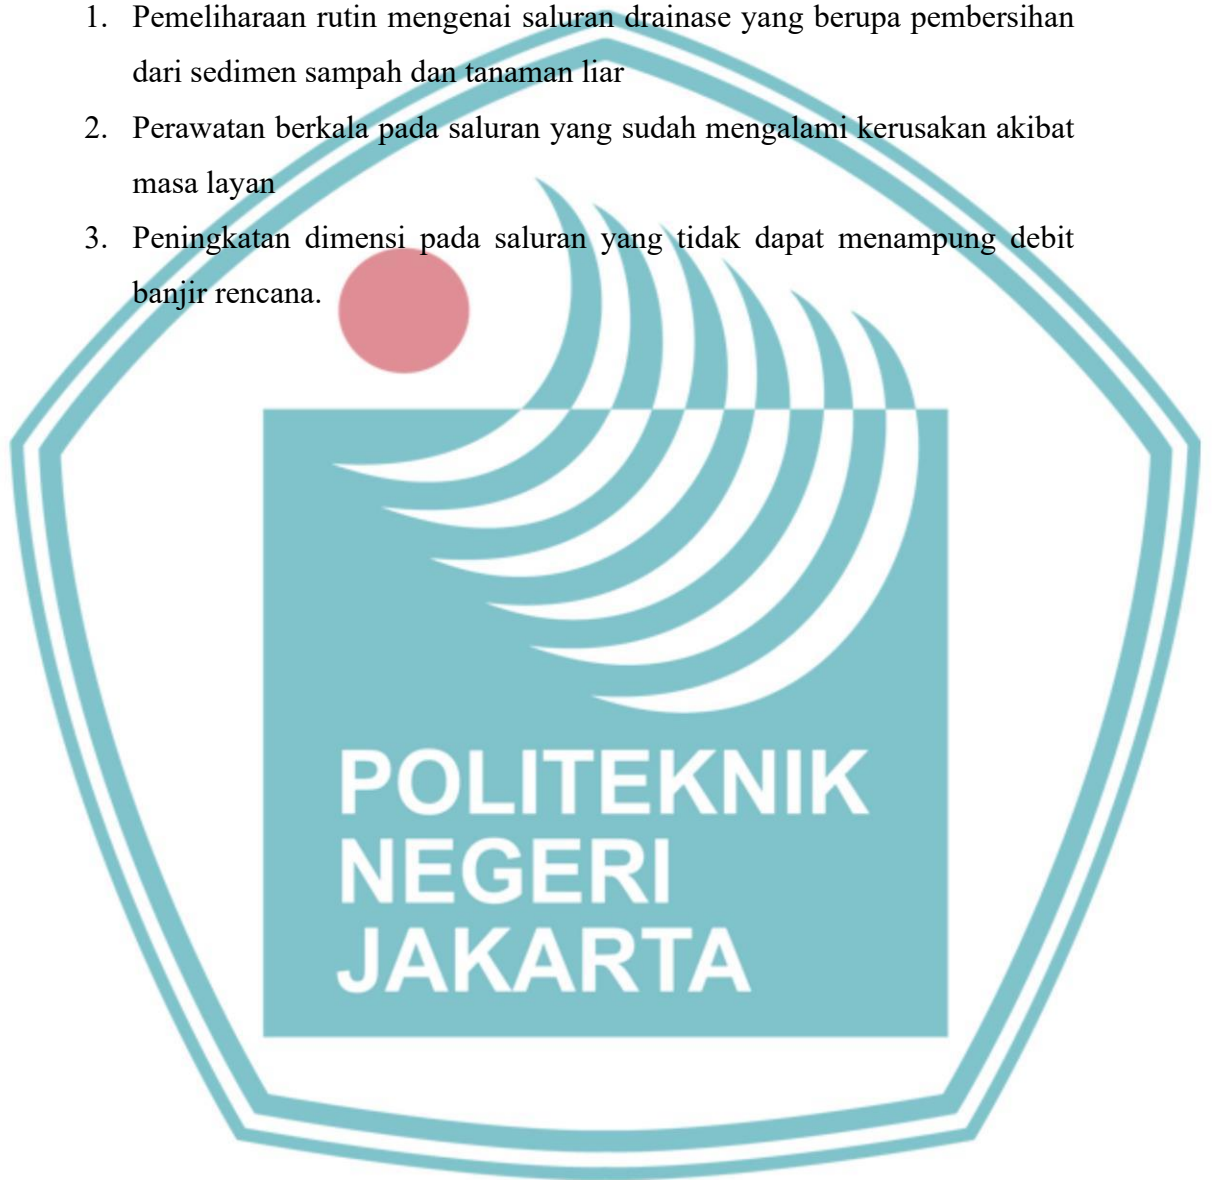 1. Pemeliharaan rutin mengenai saluran drainase yang berupa pembersihan
dari sedimen sampah dan tanaman liar
2. Perawatan berkala pada saluran yang sudah mengalami kerusakan akibat
masa layan
3. Peningkatan dimensi pada saluran yang tidak dapat menampung debit
banjir rencana.
POLITEKNIK
NEGERI
JAKARTA